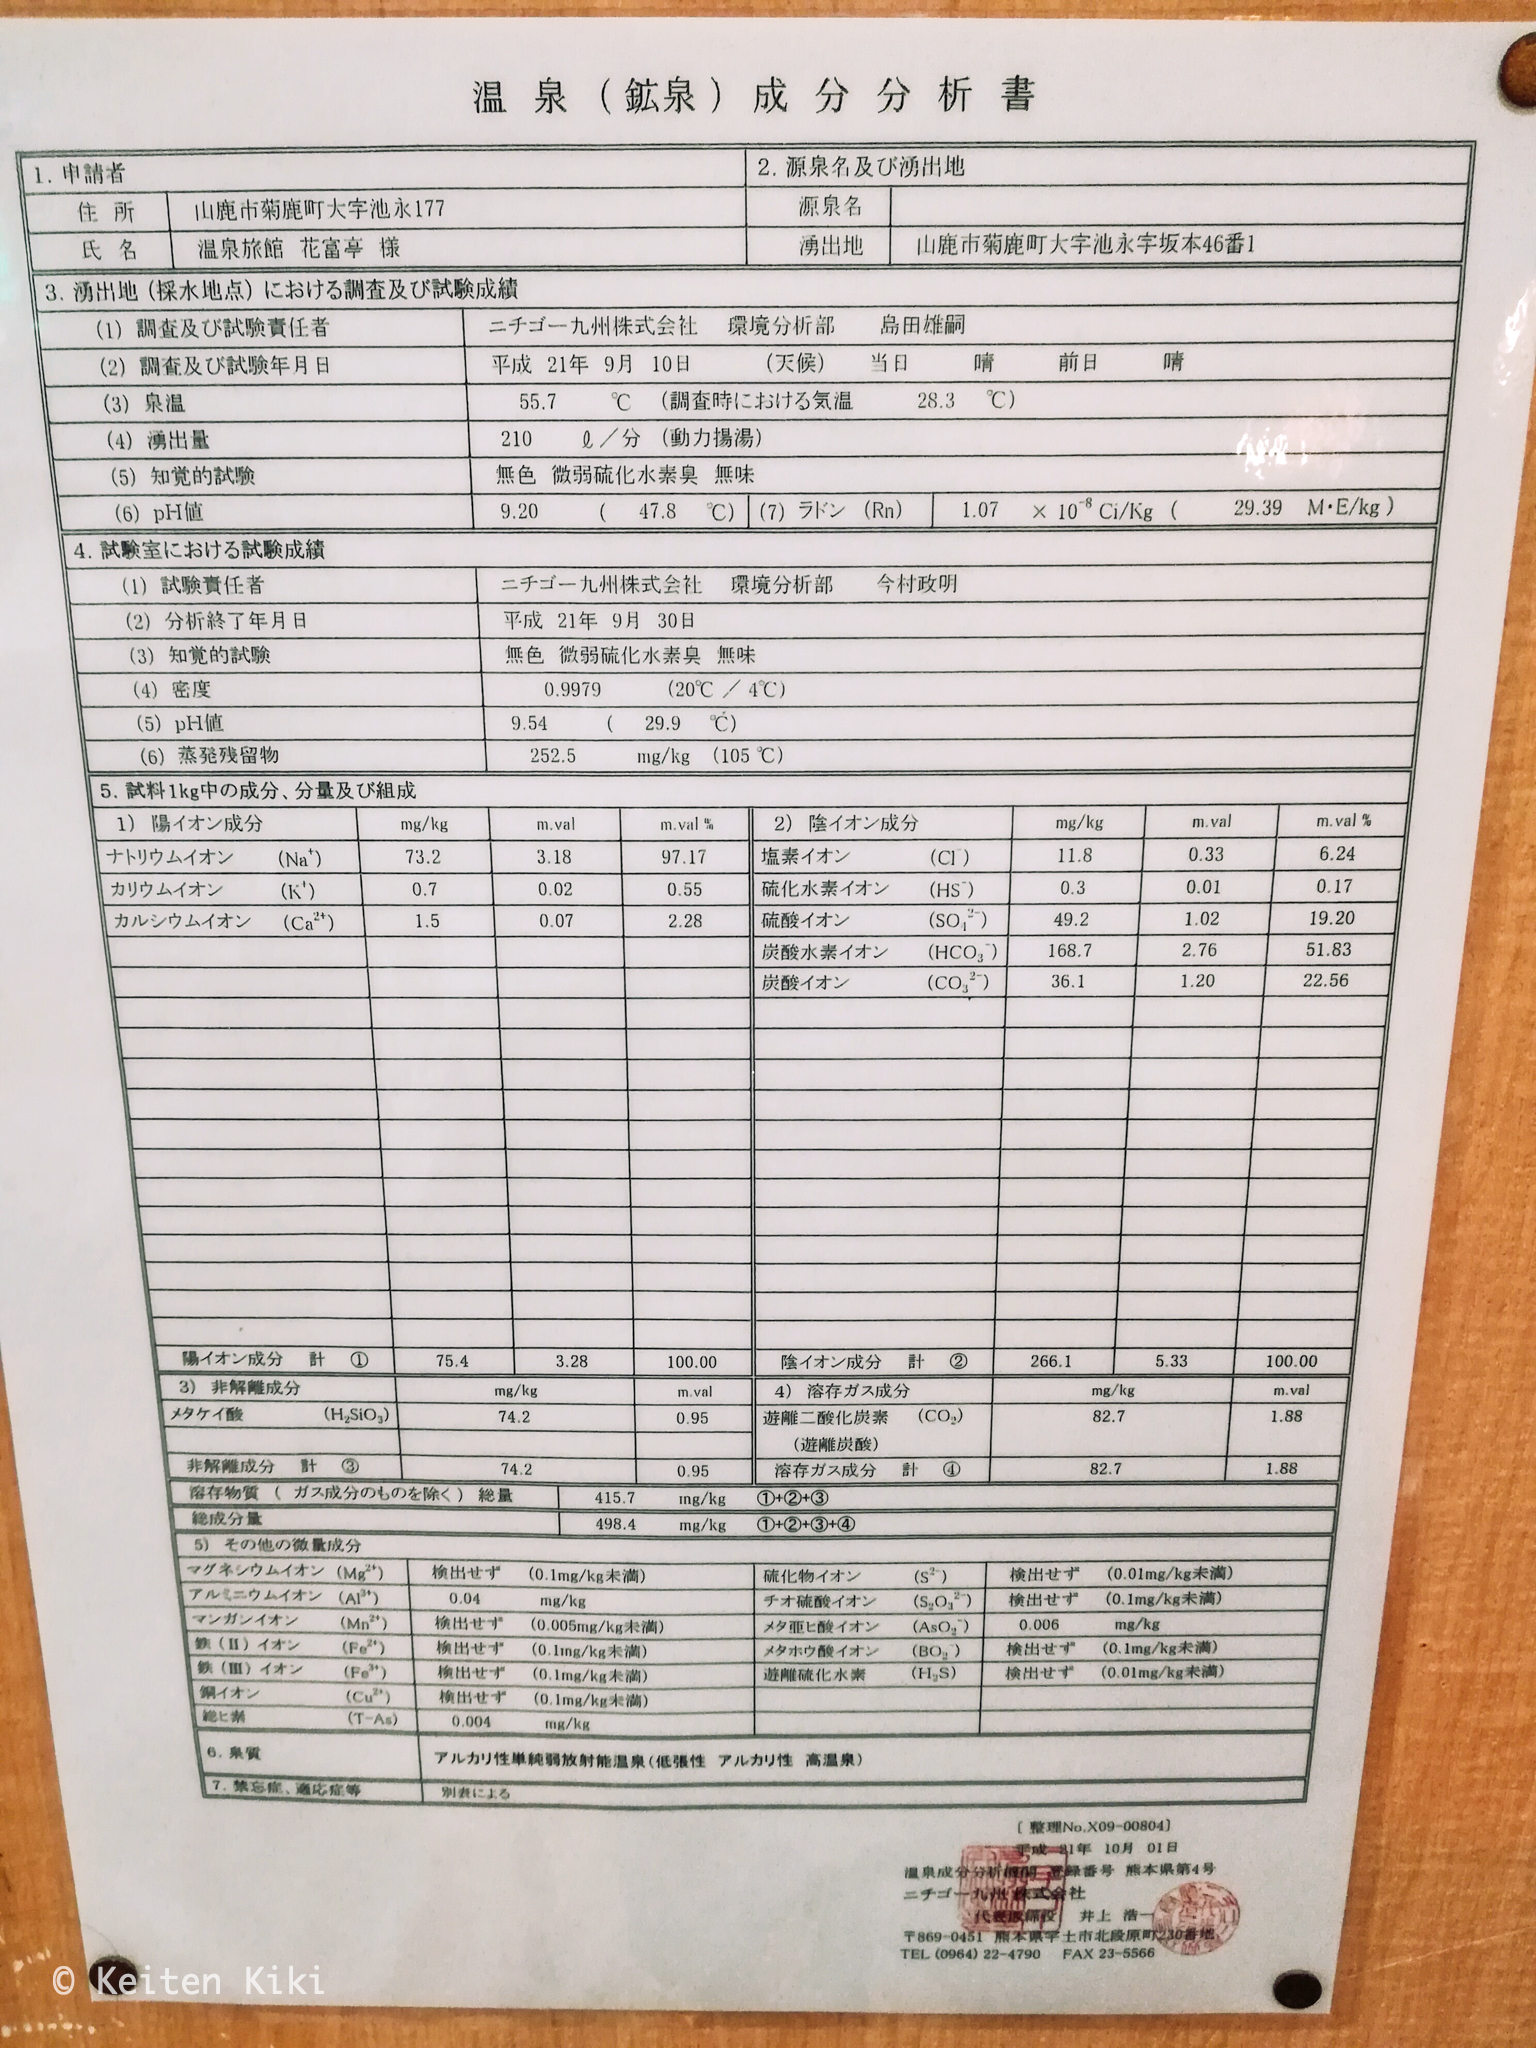 温泉(鉱泉)成分分析書
1. 申請者 2. 源泉名及び湧出地
住所 山鹿市菊鹿町大字池永177 源泉名
氏名 温泉旅館 花富亭 様 湧出地 山鹿市菊鹿町大字池永字坂本46番1
3. 湧出地(採水地点)における調査及び試験成績
(1) 調査及び試験責任者 ニチゴー九州株式会社 環境分析部 島田雄嗣
(2) 調査及び試験年月日 平成 21年 9月 10日 (天候) 当日 晴 前日 晴
(3) 泉温 55.7 ℃ (調査時における気温 28.3 ℃)
(4) 湧出量 210 ℓ/分 (動力揚湯)
(5) 知覚的試験 無色 微弱硫化水素臭 無味
(6) pH値 9.20 ( 47.8 ℃) (7) ラドン (Rn) 1.07 × 10⁻⁸ Ci/Kg ( 29.39 M・E/kg )
4. 試験室における試験成績
(1) 試験責任者 ニチゴー九州株式会社 環境分析部 今村政明
(2) 分析終了年月日 平成 21年 9月 30日
(3) 知覚的試験 無色 微弱硫化水素臭 無味
(4) 密度 0.9979 (20℃ / 4℃)
(5) pH値 9.54 ( 29.9 ℃)
(6) 蒸発残留物 252.5 mg/kg (105 ℃)
5. 試料1kg中の成分、分量及び組成
1) 陽イオン成分 mg/kg m.val m.val % 2) 陰イオン成分 mg/kg m.val m.val %
ナトリウムイオン (Na⁺) 73.2 3.18 97.17 塩素イオン (Cl⁻) 11.8 0.33 6.24
カリウムイオン (K⁺) 0.7 0.02 0.55 硫化水素イオン (HS⁻) 0.3 0.01 0.17
カルシウムイオン (Ca²⁺) 1.5 0.07 2.28 硫酸イオン (SO₄²⁻) 49.2 1.02 19.20
炭酸水素イオン (HCO₃⁻) 168.7 2.76 51.83
炭酸イオン (CO₃²⁻) 36.1 1.20 22.56
陽イオン成分 計 ① 75.4 3.28 100.00 陰イオン成分 計 ② 266.1 5.33 100.00
3) 非解離成分 mg/kg m.val 4) 溶存ガス成分 mg/kg m.val
メタケイ酸 (H₂SiO₃) 74.2 0.95 遊離二酸化炭素 (CO₂) 82.7 1.88
(遊離炭酸)
非解離成分 計 ③ 74.2 0.95 溶存ガス成分 計 ④ 82.7 1.88
溶存物質 ( ガス成分のものを除く ) 総量 415.7 mg/kg ①+②+③
総成分量 498.4 mg/kg ①+②+③+④
5) その他の微量成分
マグネシウムイオン (Mg²⁺) 検出せず (0.1mg/kg未満) 硫化物イオン (S²⁻) 検出せず (0.01mg/kg未満)
アルミニウムイオン (Al³⁺) 0.04 mg/kg チオ硫酸イオン (S₂O₃²⁻) 検出せず (0.1mg/kg未満)
マンガンイオン (Mn²⁺) 検出せず (0.005mg/kg未満) メタ亜ヒ酸イオン (AsO₂⁻) 0.006 mg/kg
鉄(Ⅱ)イオン (Fe²⁺) 検出せず (0.1mg/kg未満) メタホウ酸イオン (BO₂⁻) 検出せず (0.1mg/kg未満)
鉄(Ⅲ)イオン (Fe³⁺) 検出せず (0.1mg/kg未満) 遊離硫化水素 (H₂S) 検出せず (0.01mg/kg未満)
銅イオン (Cu²⁺) 検出せず (0.1mg/kg未満)
総ヒ素 (T-As) 0.004 mg/kg
6. 泉質 アルカリ性単純弱放射能温泉(低張性 アルカリ性 高温泉)
7. 禁忌症、適応症等 別表による
[ 整理No.X09-00804]
平成 21年 10月 01日
温泉成分分析機関 登録番号 熊本県第4号
ニチゴー九州 株式会社
代表取締役 井上 浩一
〒869-0451 熊本県宇土市北段原町230番地
TEL (0964) 22-4790 FAX 23-5566
© Keiten Kiki